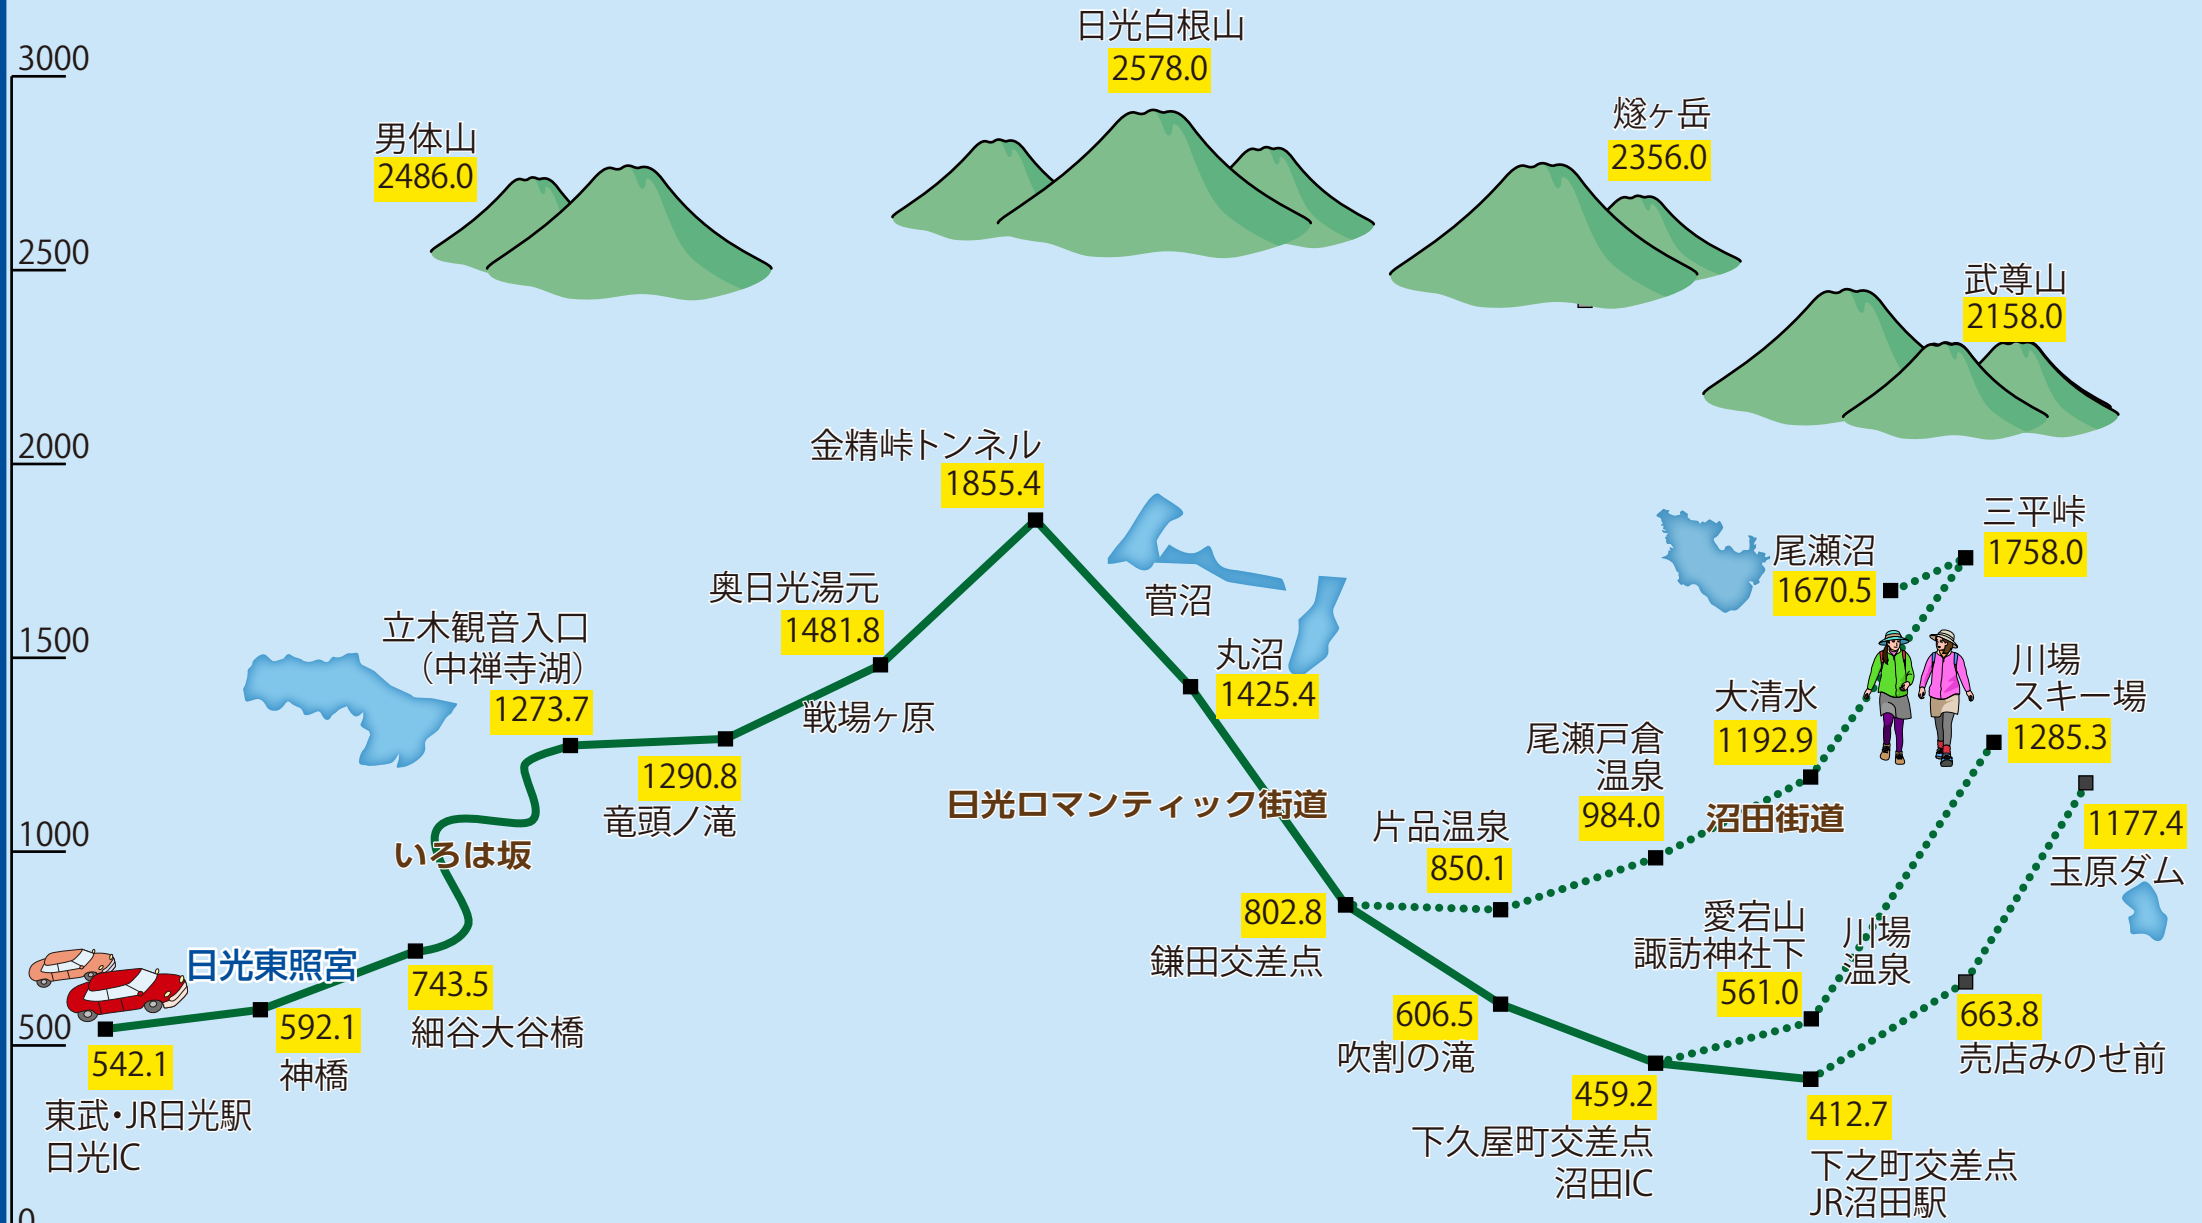 3000
2500
2000
1500
1000
500
0
男体山
2486.0
日光白根山
2578.0
燧ヶ岳
2356.0
武尊山
2158.0
金精峠トンネル
1855.4
奥日光湯元
1481.8
立木観音入口
（中禅寺湖）
1273.7
1290.8
竜頭ノ滝
戦場ヶ原
いろは坂
日光東照宮
743.5
細谷大谷橋
592.1
神橋
542.1
東武・JR日光駅
日光IC
菅沼
丸沼
1425.4
日光ロマンティック街道
802.8
鎌田交差点
片品温泉
850.1
尾瀬戸倉
温泉
984.0
大清水
1192.9
沼田街道
尾瀬沼
1670.5
三平峠
1758.0
川場
スキー場
1285.3
1177.4
玉原ダム
愛宕山
諏訪神社下
561.0
川場
温泉
663.8
売店みのせ前
606.5
吹割の滝
459.2
下久屋町交差点
沼田IC
412.7
下之町交差点
JR沼田駅